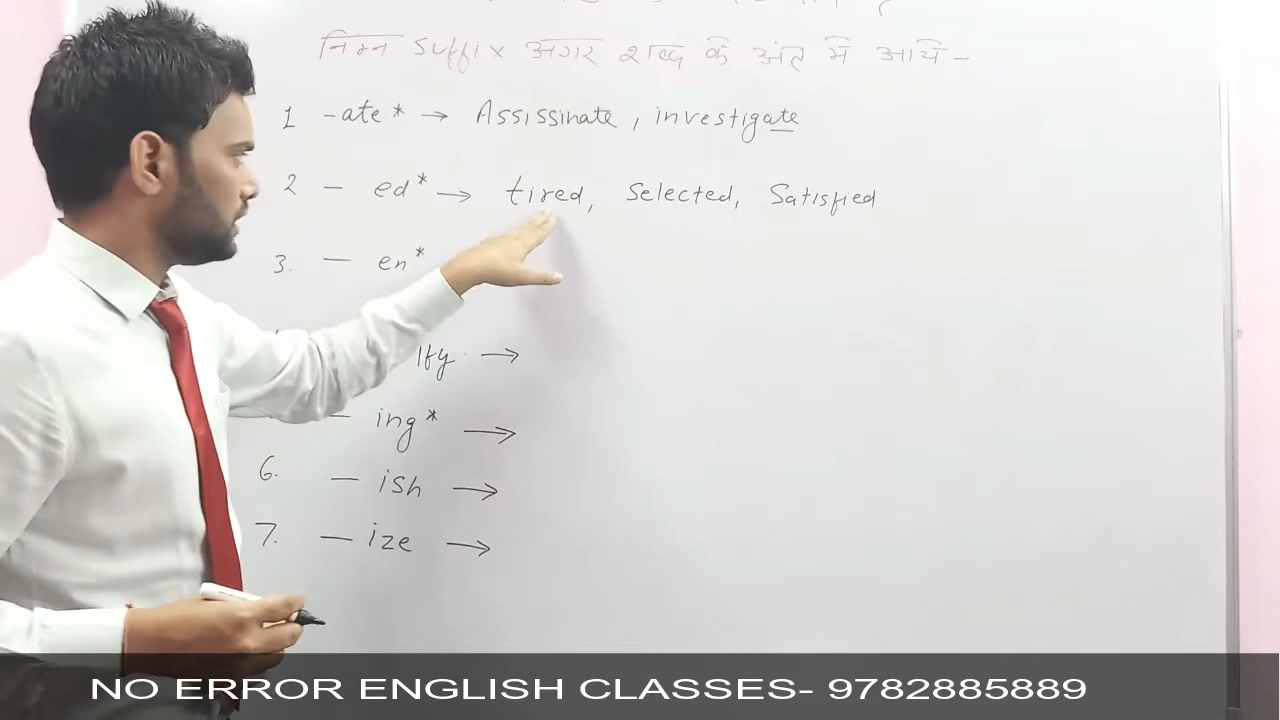 निम्न suffix अगर शब्द के अंत में आये -
1 -ate* → Assissinate, investigate
2 - ed* → tired, Selected, Satisfied
3. - en*
ify →
- ing* →
6. - ish →
7. - ize →
NO ERROR ENGLISH CLASSES- 9782885889